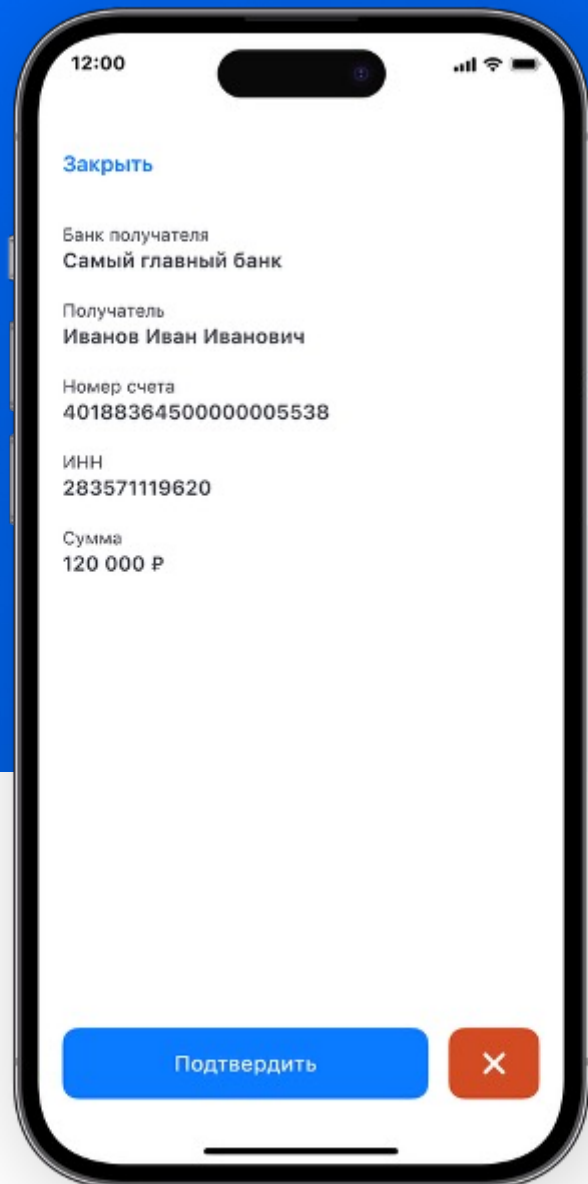 12:00
Закрыть
Банк получателя
Самый главный банк
Получатель
Иванов Иван Иванович
Номер счета
40188364500000005538
ИНН
283571119620
Сумма
120 000 ₽
Подтвердить